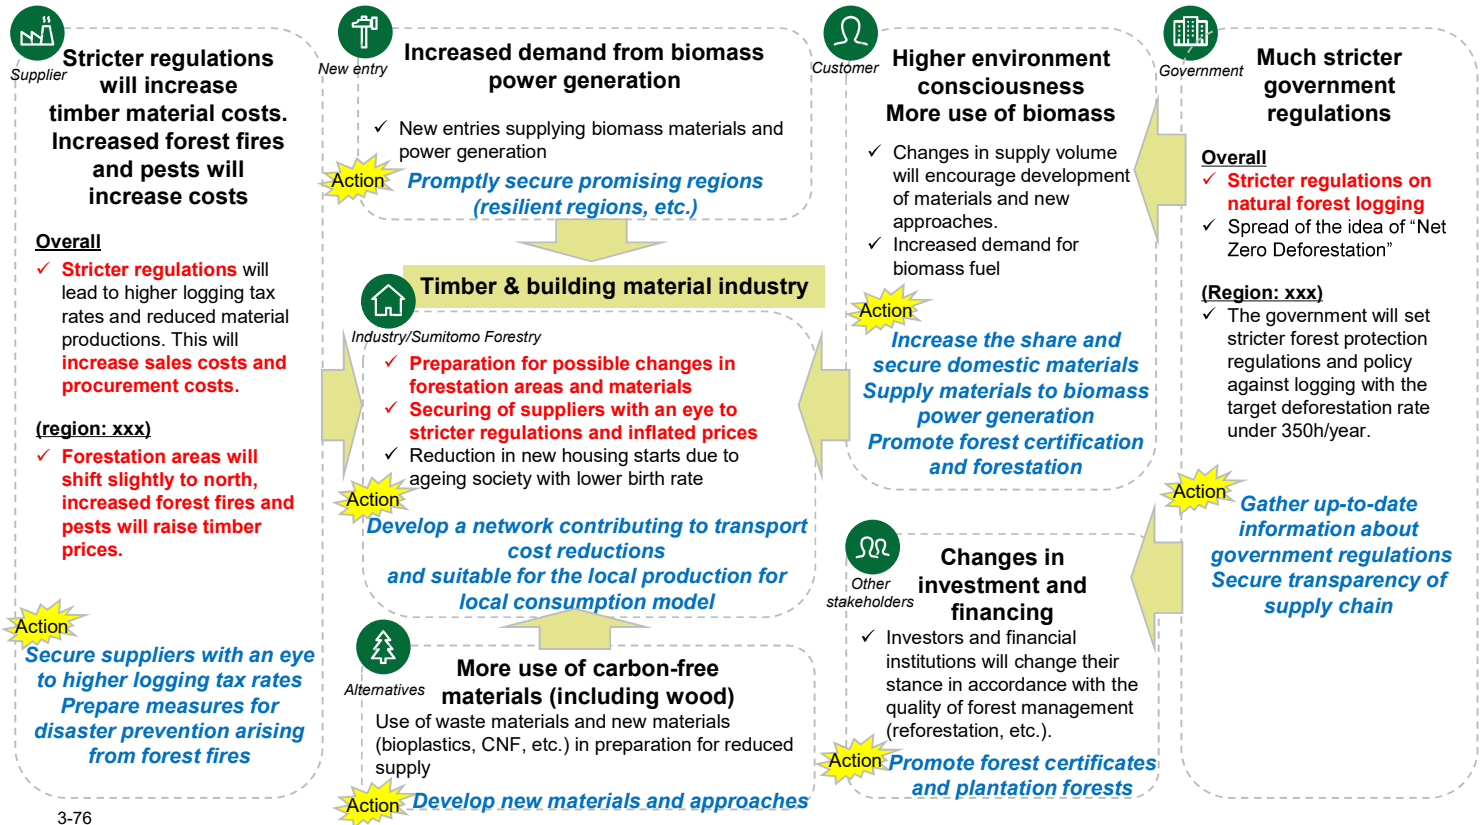 Supplier
Stricter regulations
will increase
timber material costs.
Increased forest fires
and pests will
increase costs
Overall
✓ Stricter regulations will
lead to higher logging tax
rates and reduced material
productions. This will
increase sales costs and
procurement costs.
(region: xxx)
✓ Forestation areas will
shift slightly to north,
increased forest fires and
pests will raise timber
prices.
Action
Secure suppliers with an eye
to higher logging tax rates
Prepare measures for
disaster prevention arising
from forest fires
New entry
Increased demand from biomass
power generation
✓ New entries supplying biomass materials and
power generation
Action
Promptly secure promising regions
(resilient regions, etc.)
Timber & building material industry
Industry/Sumitomo Forestry
✓ Preparation for possible changes in
forestation areas and materials
✓ Securing of suppliers with an eye to
stricter regulations and inflated prices
✓ Reduction in new housing starts due to
ageing society with lower birth rate
Action
Develop a network contributing to transport
cost reductions
and suitable for the local production for
local consumption model
Alternatives
More use of carbon-free
materials (including wood)
Use of waste materials and new materials
(bioplastics, CNF, etc.) in preparation for reduced
supply
Action
Develop new materials and approaches
Customer
Higher environment
consciousness
More use of biomass
✓ Changes in supply volume
will encourage development
of materials and new
approaches.
✓ Increased demand for
biomass fuel
Action
Increase the share and
secure domestic materials
Supply materials to biomass
power generation
Promote forest certification
and forestation
Other
stakeholders
Changes in
investment and
financing
✓ Investors and financial
institutions will change their
stance in accordance with the
quality of forest management
(reforestation, etc.).
Action
Promote forest certificates
and plantation forests
Government
Much stricter
government
regulations
Overall
✓ Stricter regulations on
natural forest logging
✓ Spread of the idea of “Net
Zero Deforestation”
(Region: xxx)
✓ The government will set
stricter forest protection
regulations and policy
against logging with the
target deforestation rate
under 350h/year.
Action
Gather up-to-date
information about
government regulations
Secure transparency of
supply chain
3-76